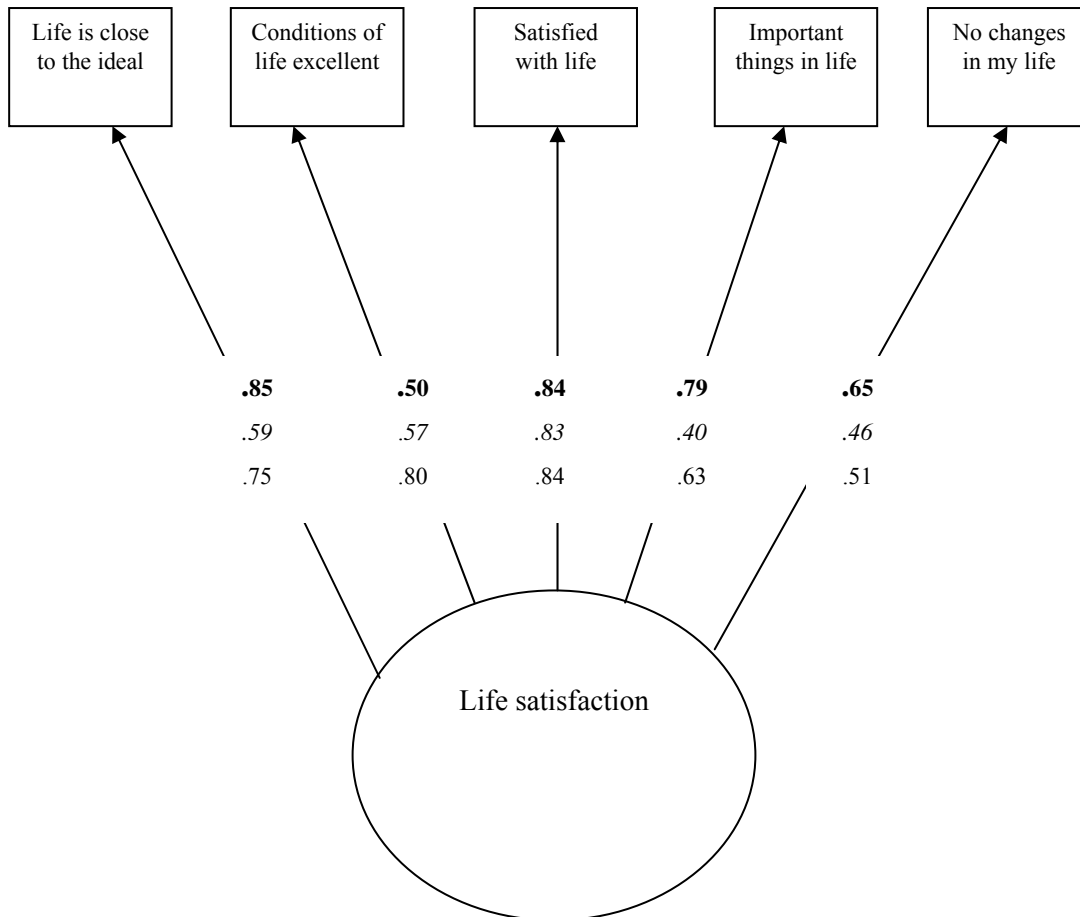 Life is close
to the ideal
Conditions of
life excellent
Satisfied
with life
Important
things in life
No changes
in my life
.85 .50 .84 .79 .65
.59 .57 .83 .40 .46
.75 .80 .84 .63 .51
Life satisfaction